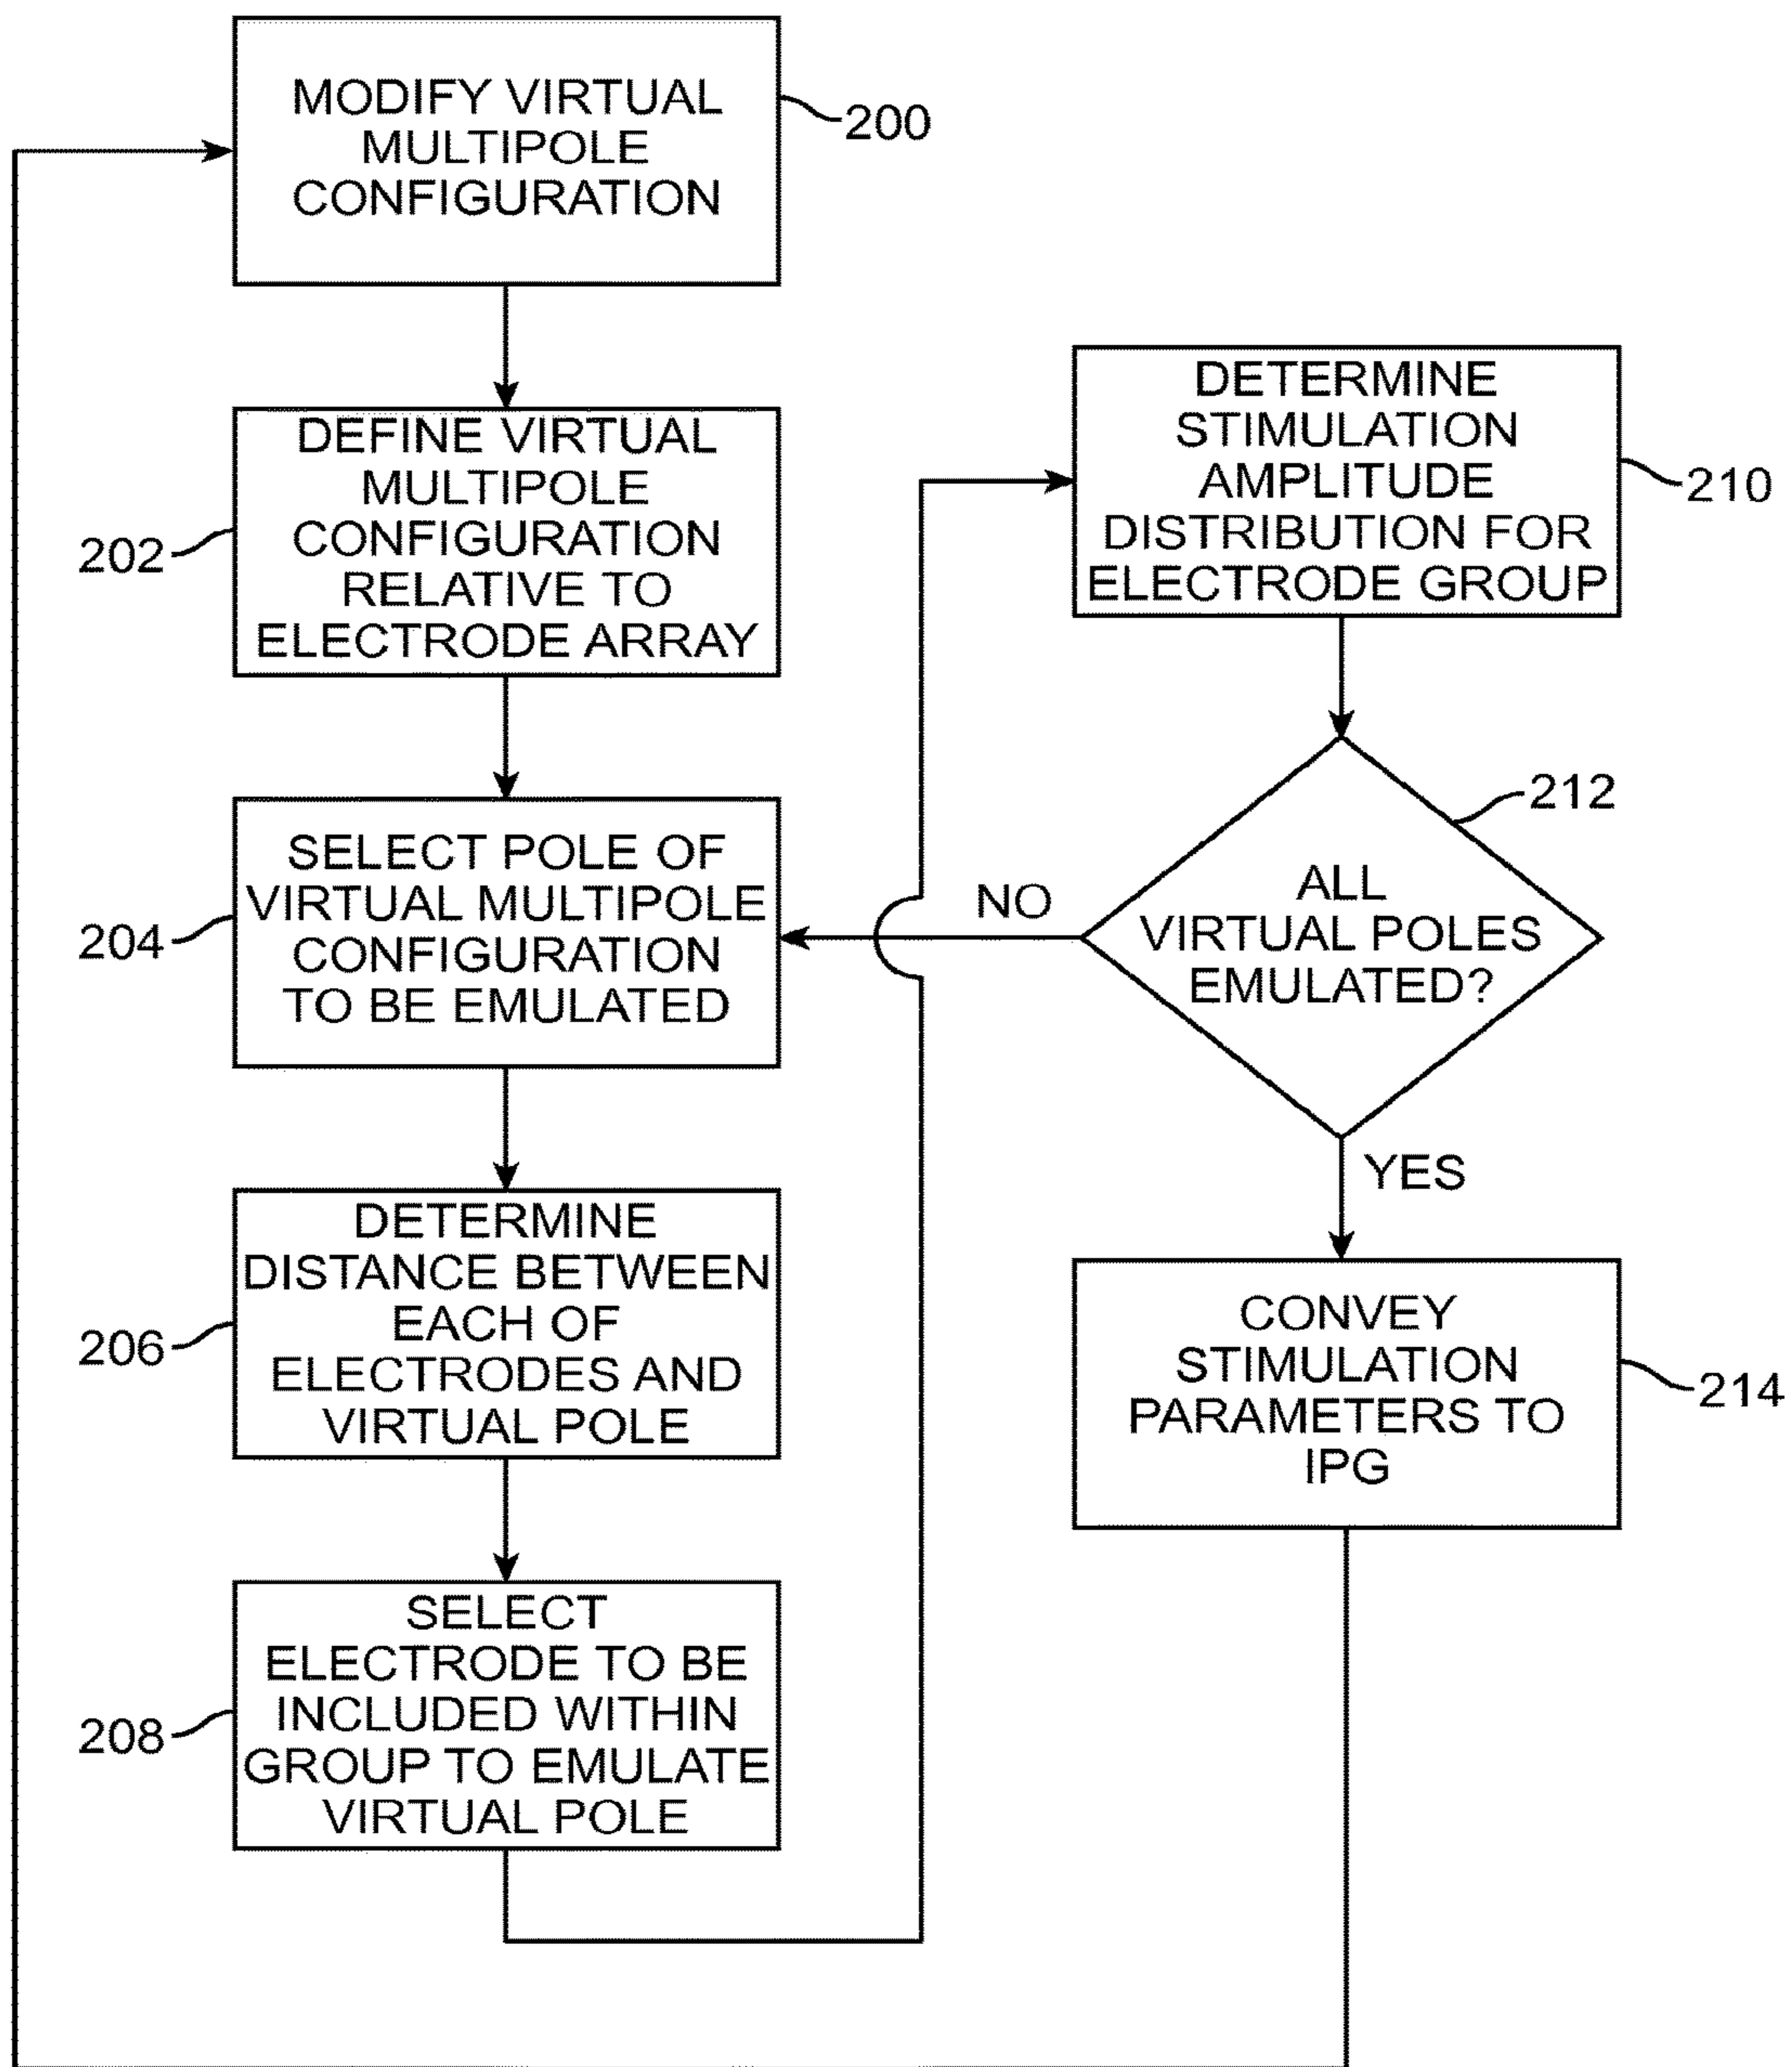 MODIFY VIRTUAL
MULTIPOLE
CONFIGURATION
200
DEFINE VIRTUAL
MULTIPOLE
CONFIGURATION
RELATIVE TO
ELECTRODE ARRAY
202
SELECT POLE OF
VIRTUAL MULTIPOLE
CONFIGURATION
TO BE EMULATED
204
DETERMINE
DISTANCE BETWEEN
EACH OF
ELECTRODES AND
VIRTUAL POLE
206
SELECT
ELECTRODE TO BE
INCLUDED WITHIN
GROUP TO EMULATE
VIRTUAL POLE
208
DETERMINE
STIMULATION
AMPLITUDE
DISTRIBUTION FOR
ELECTRODE GROUP
210
ALL
VIRTUAL POLES
EMULATED?
212
NO
YES
CONVEY
STIMULATION
PARAMETERS TO
IPG
214